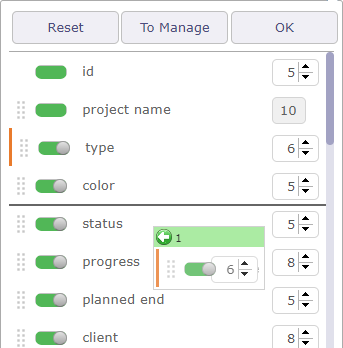 Reset To Manage OK
id 5
project name 10
type 6
color 5
status 5
1
progress 8
6
planned end 5
client 8